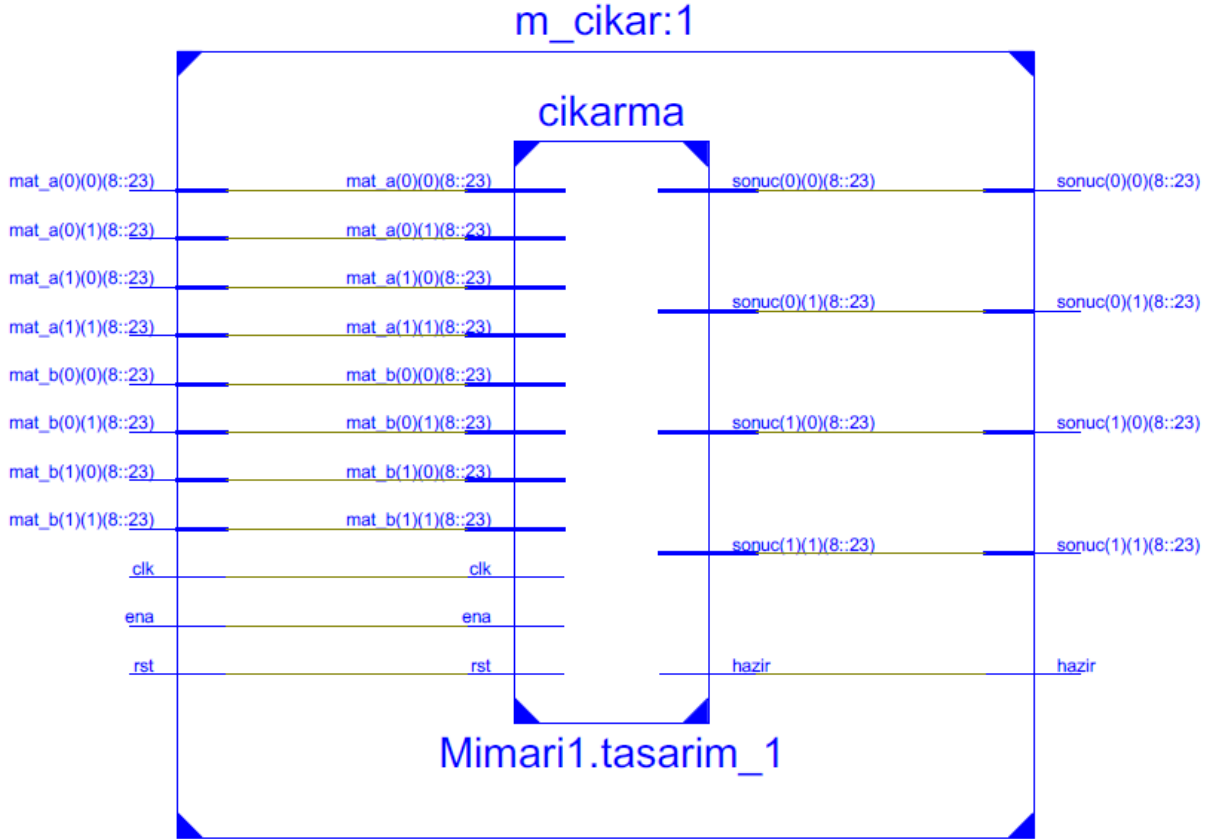 m_cikar:1
cikarma
mat_a(0)(0)(8::23) mat_a(0)(0)(8::23) sonuc(0)(0)(8::23) sonuc(0)(0)(8::23)
mat_a(0)(1)(8::23) mat_a(0)(1)(8::23)
mat_a(1)(0)(8::23) mat_a(1)(0)(8::23)
sonuc(0)(1)(8::23) sonuc(0)(1)(8::23)
mat_a(1)(1)(8::23) mat_a(1)(1)(8::23)
mat_b(0)(0)(8::23) mat_b(0)(0)(8::23)
mat_b(0)(1)(8::23) mat_b(0)(1)(8::23) sonuc(1)(0)(8::23) sonuc(1)(0)(8::23)
mat_b(1)(0)(8::23) mat_b(1)(0)(8::23)
mat_b(1)(1)(8::23) mat_b(1)(1)(8::23)
sonuc(1)(1)(8::23) sonuc(1)(1)(8::23)
clk clk
ena ena
rst rst hazir hazir
Mimari1.tasarim_1